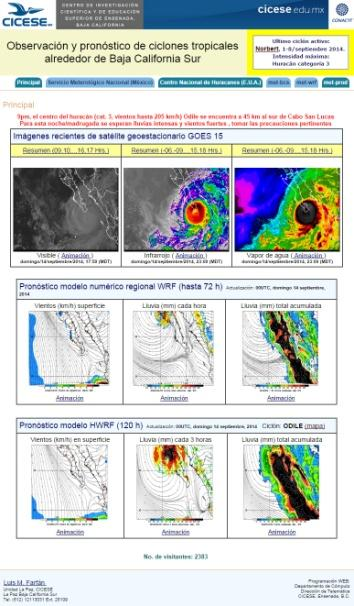 CICESE
CENTRO DE INVESTIGACIÓN
CIENTÍFICA Y DE EDUCACIÓN
SUPERIOR DE ENSENADA,
BAJA CALIFORNIA
cicese.edu.mx
CONACYT
Observación y pronóstico de ciclones tropicales
alrededor de Baja California Sur
Ultimo ciclón activo:
Norbert, 1-8/septiembre 2014.
Intensidad máxima:
Huracán categoría 3
Principal
Servicio Meteorológico Nacional (México)
Centro Nacional de Huracanes (E.U.A.)
met-bcs
met-wrf
met-prod
Principal
9pm, el centro del huracán (cat. 3, vientos hasta 205 km/h) Odile se encuentra a 45 km al sur de Cabo San Lucas
Para esta noche/madrugada se esperan lluvias intensas y vientos fuertes , tomar las precauciones pertinentes
Imágenes recientes de satélite geoestacionario GOES 15
Resumen (09,10,...16,17 Hrs.)
Resumen (-06,-09....15,18 Hrs.)
Resumen (-06,-09....15,18 Hrs.)
Visible ( Animación )
domingo/14/septiembre/2014, 17:59 (MDT)
Infrarrojo ( Animación )
domingo/14/septiembre/2014, 23:09 (MDT)
Vapor de agua ( Animación )
domingo/14/septiembre/2014, 23:09 (MDT)
Pronóstico modelo numérico regional WRF (hasta 72 h) Actualización: 00UTC, domingo 14 septiembre,
2014
Vientos (km/h) superficie
Lluvia (mm) cada hora
Lluvia (mm) total acumulada
Animación
Animación
Animación
Pronóstico modelo HWRF (120 h) Actualización: 00UTC, domingo 14 septiembre, 2014 Ciclón: ODILE (mapa)
Vientos (km/h) en superficie
Lluvia (mm) cada 3 horas
Lluvia (mm) total acumulada
Animación
Animación
Animación
No. de visitantes: 2383
Luis M. Farfán,
Unidad La Paz, CICESE
La Paz Baja California Sur
Programación WEB:
Departamento de Cómputo
Dirección de Telemática
CICESE, Ensenada, B.C.